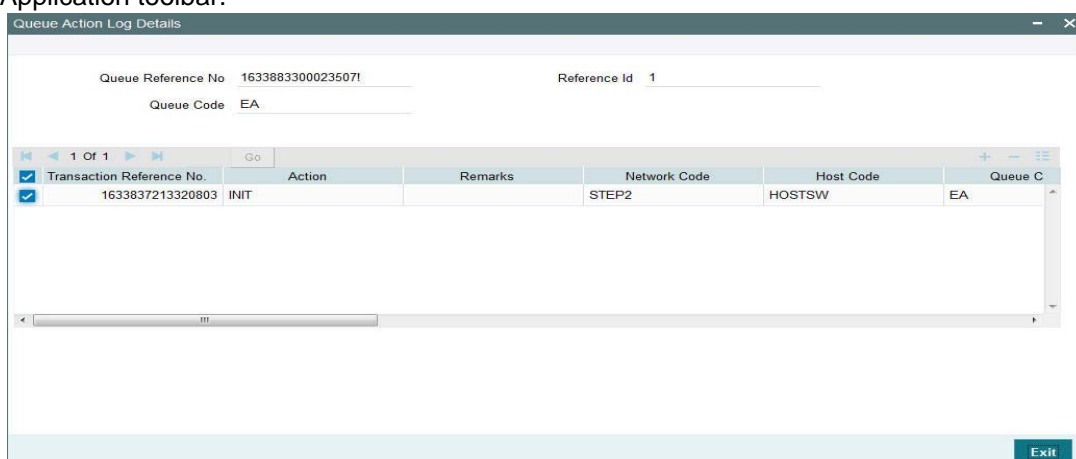 Application toolbar.
Queue Action Log Details
Queue Reference No 1633883300023507! Reference Id 1
Queue Code EA
1 Of 1 Go
Transaction Reference No. Action Remarks Network Code Host Code Queue C
1633837213320803 INIT STEP2 HOSTSW EA
Exit